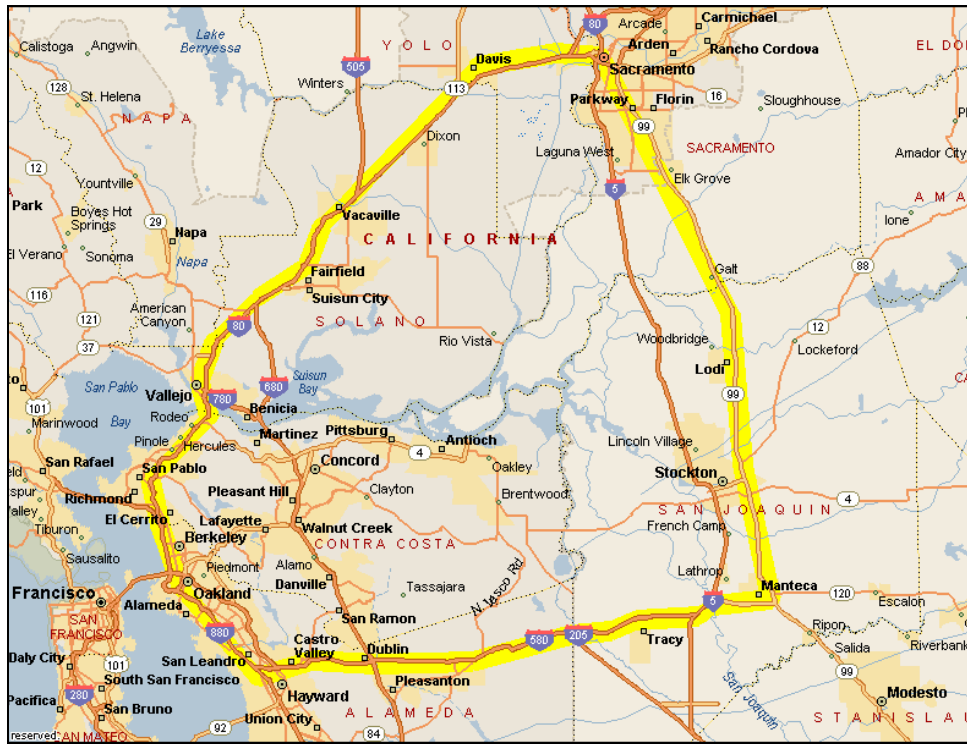 Lake
Berryessa
Calistoga
Angwin
YOLO
80
Arcade
Carmichael
Arden
Rancho Cordova
EL DO
505
Davis
Sacramento
Winters
113
128
St. Helena
NAPA
Parkway
Florin
16
Sloughhouse
99
Dixon
Laguna West
SACRAMENTO
Amador City
12
Yountville
Elk Grove
5
AMA
Park
Boyes Hot
Springs
29
Napa
Vacaville
Ione
El Verano
Sonoma
Napa
CALIFORNIA
88
Fairfield
Galt
116
Suisun City
American
Canyon
121
80
SOLANO
12
37
Rio Vista
Woodbridge
Lockeford
Lodi
San Pablo
Bay
Vallejo
Suisun
Bay
680
780
99
to
101
Marinwood
Rodeo
Benicia
Pinole
Hercules
Martinez
Pittsburg
Antioch
4
Oakley
Lincoln Village
San Rafael
San Pablo
Concord
Stockton
Richmond
Pleasant Hill
Clayton
Brentwood
4
SAN JOAQUIN
Valley
El Cerrito
Lafayette
Walnut Creek
French Camp
Tiburon
Berkeley
CONTRA COSTA
Sausalito
Piedmont
Alamo
Danville
Tassajara
N Tasco Rd
Lathrop
Manteca
Francisco
Oakland
5
120
Escalon
Alameda
SAN
FRANCISCO
880
San Ramon
580
205
Tracy
Ripon
Riverbank
Daly City
101
San Leandro
Castro
Valley
Dublin
Salida
South San Francisco
Pacifica
280
Hayward
Pleasanton
San
Joaquin
99
Modesto
San Bruno
Union City
92
ALAMEDA
84
STANISLAU
reserved.
SAN MATEO